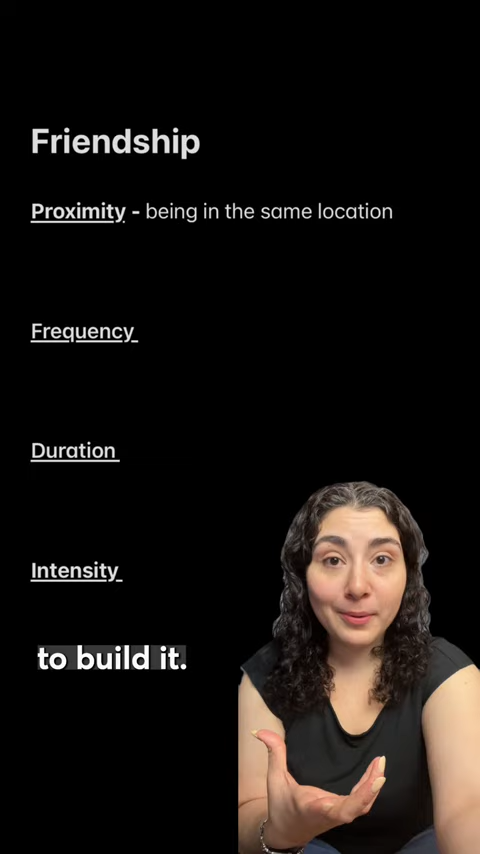 Friendship
Proximity - being in the same location
Frequency
Duration
Intensity
to build it.